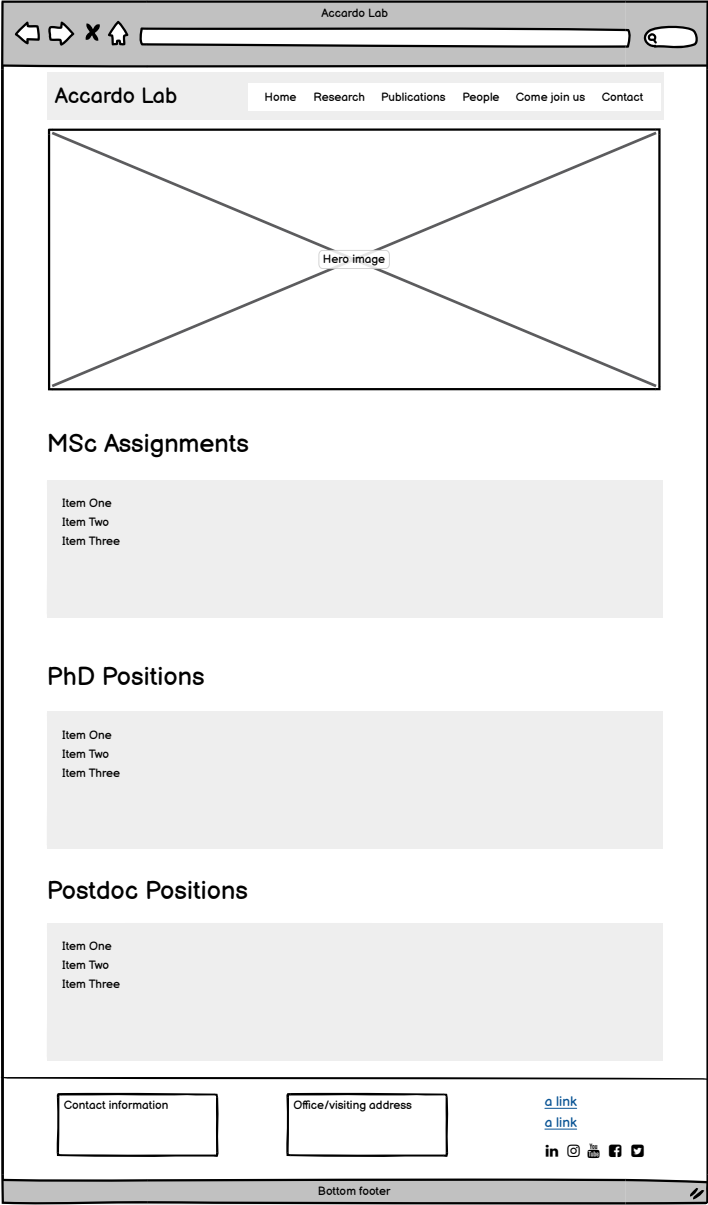 Accardo Lab
Accardo Lab
Home Research Publications People Come join us Contact
Hero image
MSc Assignments
Item One
Item Two
Item Three
PhD Positions
Item One
Item Two
Item Three
Postdoc Positions
Item One
Item Two
Item Three
Contact information
Office/visiting address
a link
a link
in You Tube
Bottom footer